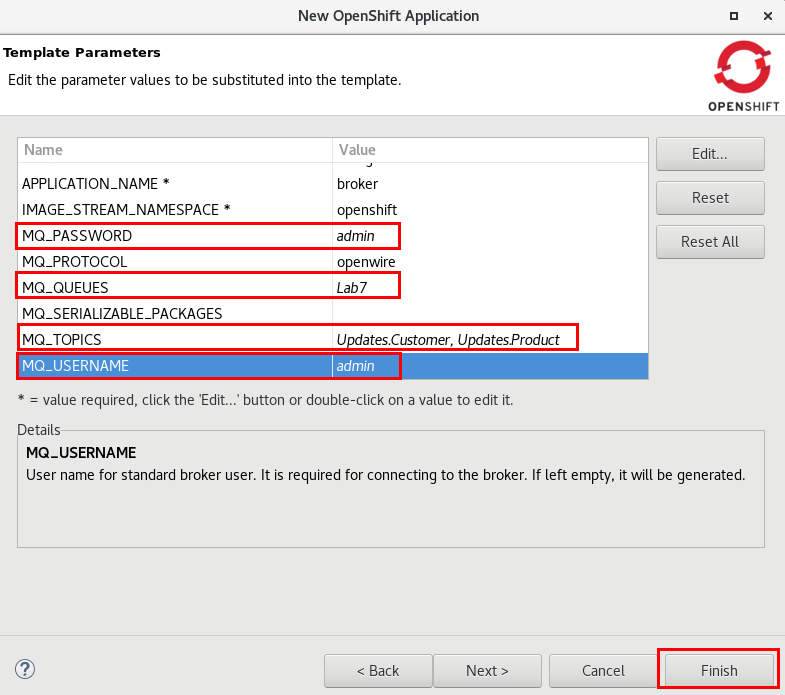 New OpenShift Application
Template Parameters
Edit the parameter values to be substituted into the template.
OPENSHIFT
Name Value
APPLICATION_NAME * broker
IMAGE_STREAM_NAMESPACE * openshift
MQ_PASSWORD admin
MQ_PROTOCOL openwire
MQ_QUEUES Lab7
MQ_SERIALIZABLE_PACKAGES
MQ_TOPICS Updates.Customer, Updates.Product
MQ_USERNAME admin
Edit...
Reset
Reset All
* = value required, click the 'Edit...' button or double-click on a value to edit it.
Details
MQ_USERNAME
User name for standard broker user. It is required for connecting to the broker. If left empty, it will be generated.
?
< Back Next > Cancel Finish